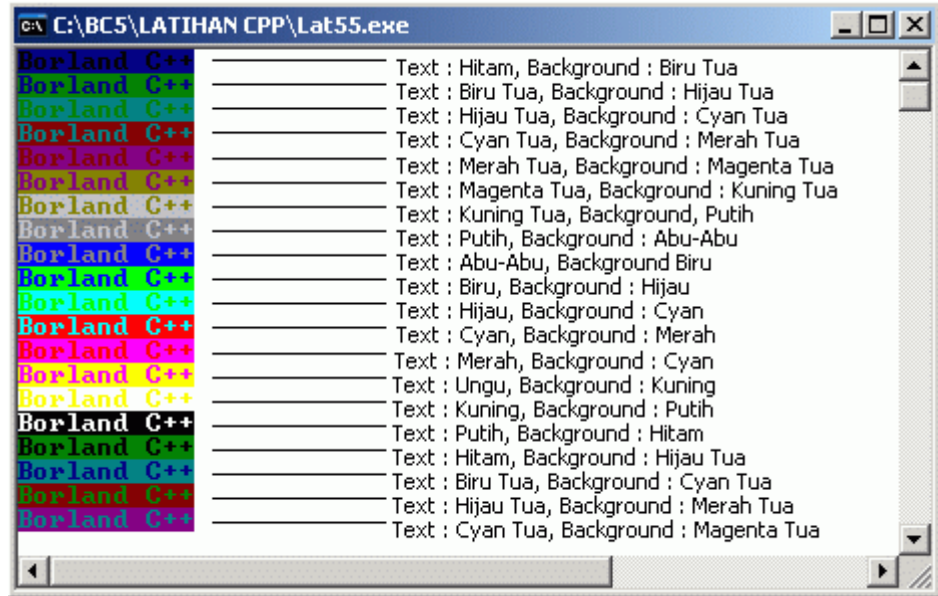 C:\BC5\LATIHAN CPP\Lat55.exe
Borland C++ Text : Hitam, Background : Biru Tua
Borland C++ Text : Biru Tua, Background : Hijau Tua
Borland C++ Text : Hijau Tua, Background : Cyan Tua
Borland C++ Text : Cyan Tua, Background : Merah Tua
Borland C++ Text : Merah Tua, Background : Magenta Tua
Borland C++ Text : Magenta Tua, Background : Kuning Tua
Borland C++ Text : Kuning Tua, Background, Putih
Borland C++ Text : Putih, Background : Abu-Abu
Borland C++ Text : Abu-Abu, Background Biru
Borland C++ Text : Biru, Background : Hijau
Borland C++ Text : Hijau, Background : Cyan
Borland C++ Text : Cyan, Background : Merah
Borland C++ Text : Merah, Background : Cyan
Borland C++ Text : Ungu, Background : Kuning
Borland C++ Text : Kuning, Background : Putih
Borland C++ Text : Putih, Background : Hitam
Borland C++ Text : Hitam, Background : Hijau Tua
Borland C++ Text : Biru Tua, Background : Cyan Tua
Borland C++ Text : Hijau Tua, Background : Merah Tua
Borland C++ Text : Cyan Tua, Background : Magenta Tua